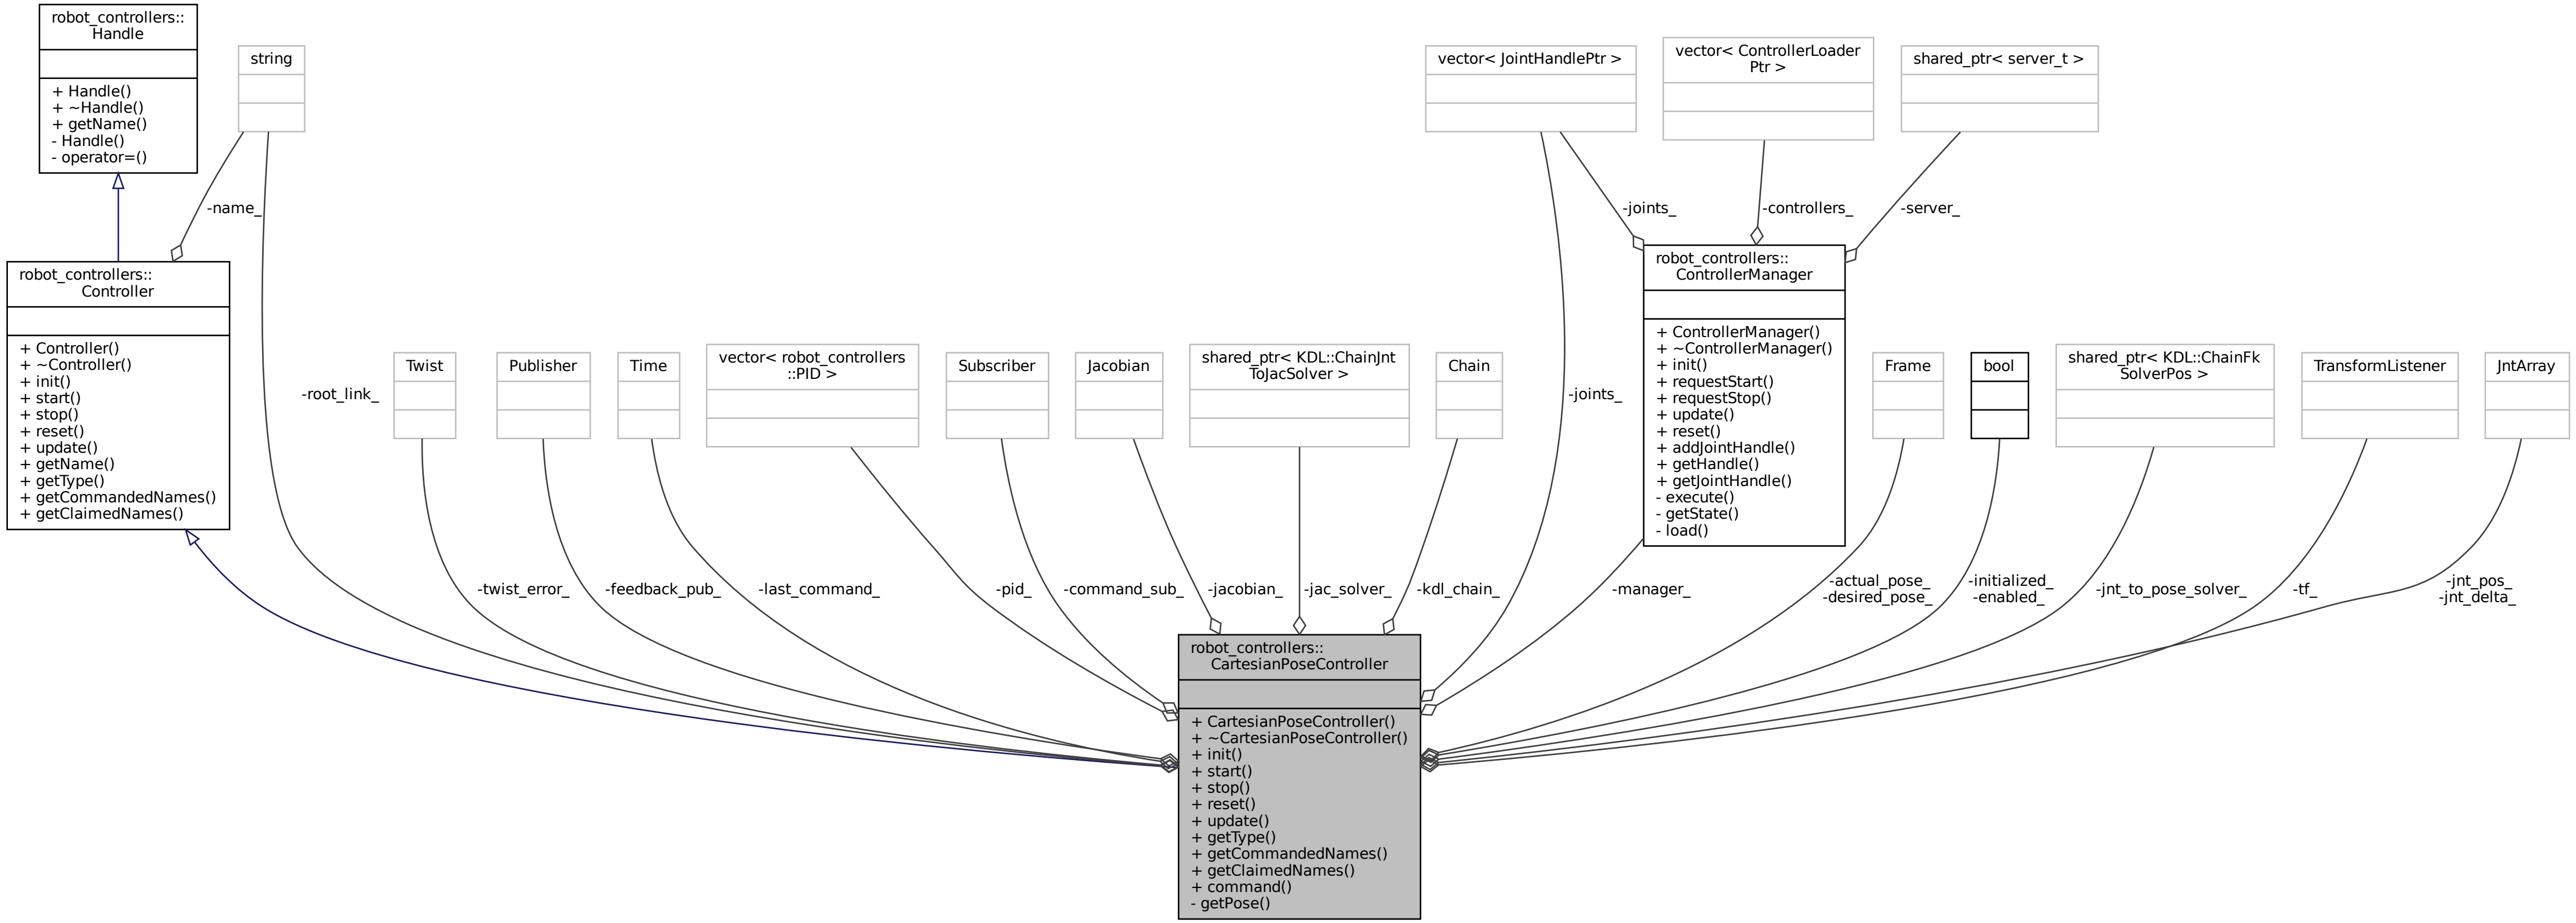 robot_controllers::
Handle
+ Handle()
+ ~Handle()
+ getName()
- Handle()
- operator=()
string
vector< JointHandlePtr >
vector< ControllerLoader
Ptr >
shared_ptr< server_t >
-name_
-joints_
-controllers_
-server_
robot_controllers::
Controller
+ Controller()
+ ~Controller()
+ init()
+ start()
+ stop()
+ reset()
+ update()
+ getName()
+ getType()
+ getCommandedNames()
+ getClaimedNames()
robot_controllers::
ControllerManager
+ ControllerManager()
+ ~ControllerManager()
+ init()
+ requestStart()
+ requestStop()
+ update()
+ reset()
+ addJointHandle()
+ getHandle()
+ getJointHandle()
- execute()
- getState()
- load()
-root_link_
Twist
Publisher
Time
vector< robot_controllers
::PID >
Subscriber
Jacobian
shared_ptr< KDL::ChainJnt
ToJacSolver >
Chain
-joints_
Frame
bool
shared_ptr< KDL::ChainFk
SolverPos >
TransformListener
JntArray
-twist_error_
-feedback_pub_
-last_command_
-pid_
-command_sub_
-jacobian_
-jac_solver_
-kdl_chain_
-manager_
-actual_pose_
-desired_pose_
-initialized_
-enabled_
-jnt_to_pose_solver_
-tf_
-jnt_pos_
-jnt_delta_
robot_controllers::
CartesianPoseController
+ CartesianPoseController()
+ ~CartesianPoseController()
+ init()
+ start()
+ stop()
+ reset()
+ update()
+ getType()
+ getCommandedNames()
+ getClaimedNames()
+ command()
- getPose()